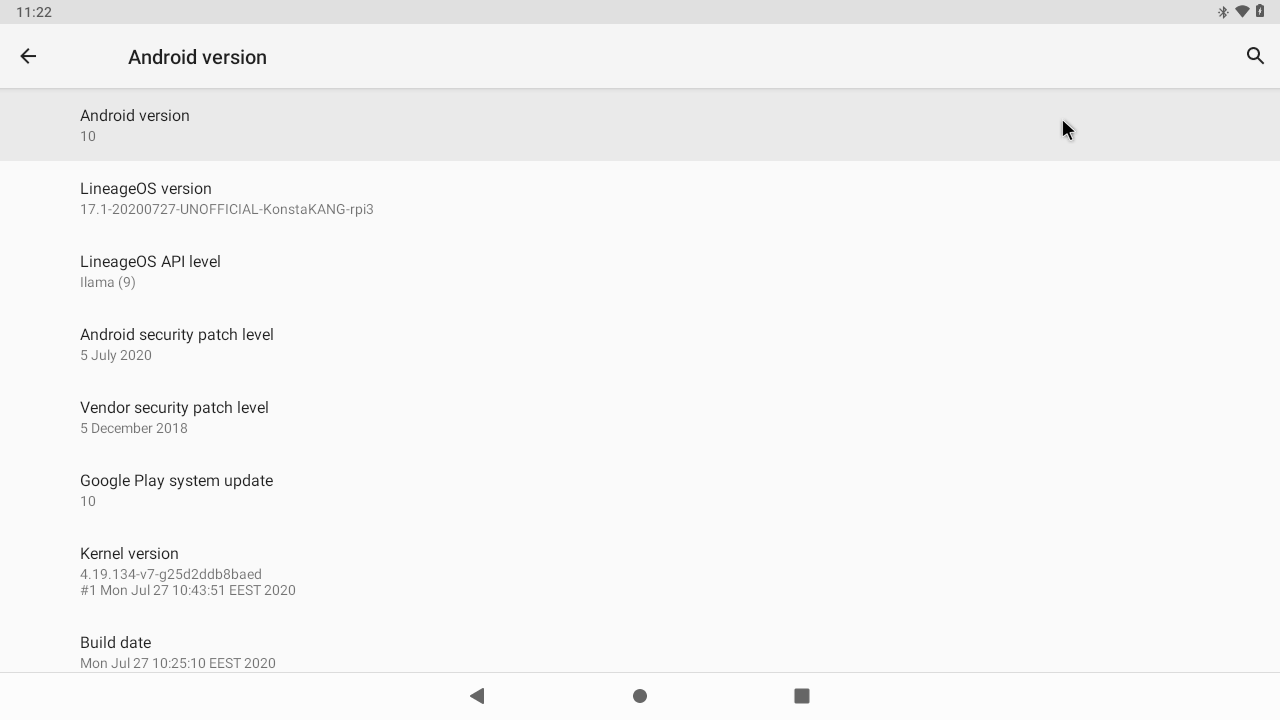 11:22
Android version
Android version
10
LineageOS version
17.1-20200727-UNOFFICIAL-KonstaKANG-rpi3
LineageOS API level
Ilama (9)
Android security patch level
5 July 2020
Vendor security patch level
5 December 2018
Google Play system update
10
Kernel version
4.19.134-v7-g25d2ddb8baed
#1 Mon Jul 27 10:43:51 EEST 2020
Build date
Mon Jul 27 10:25:10 EEST 2020